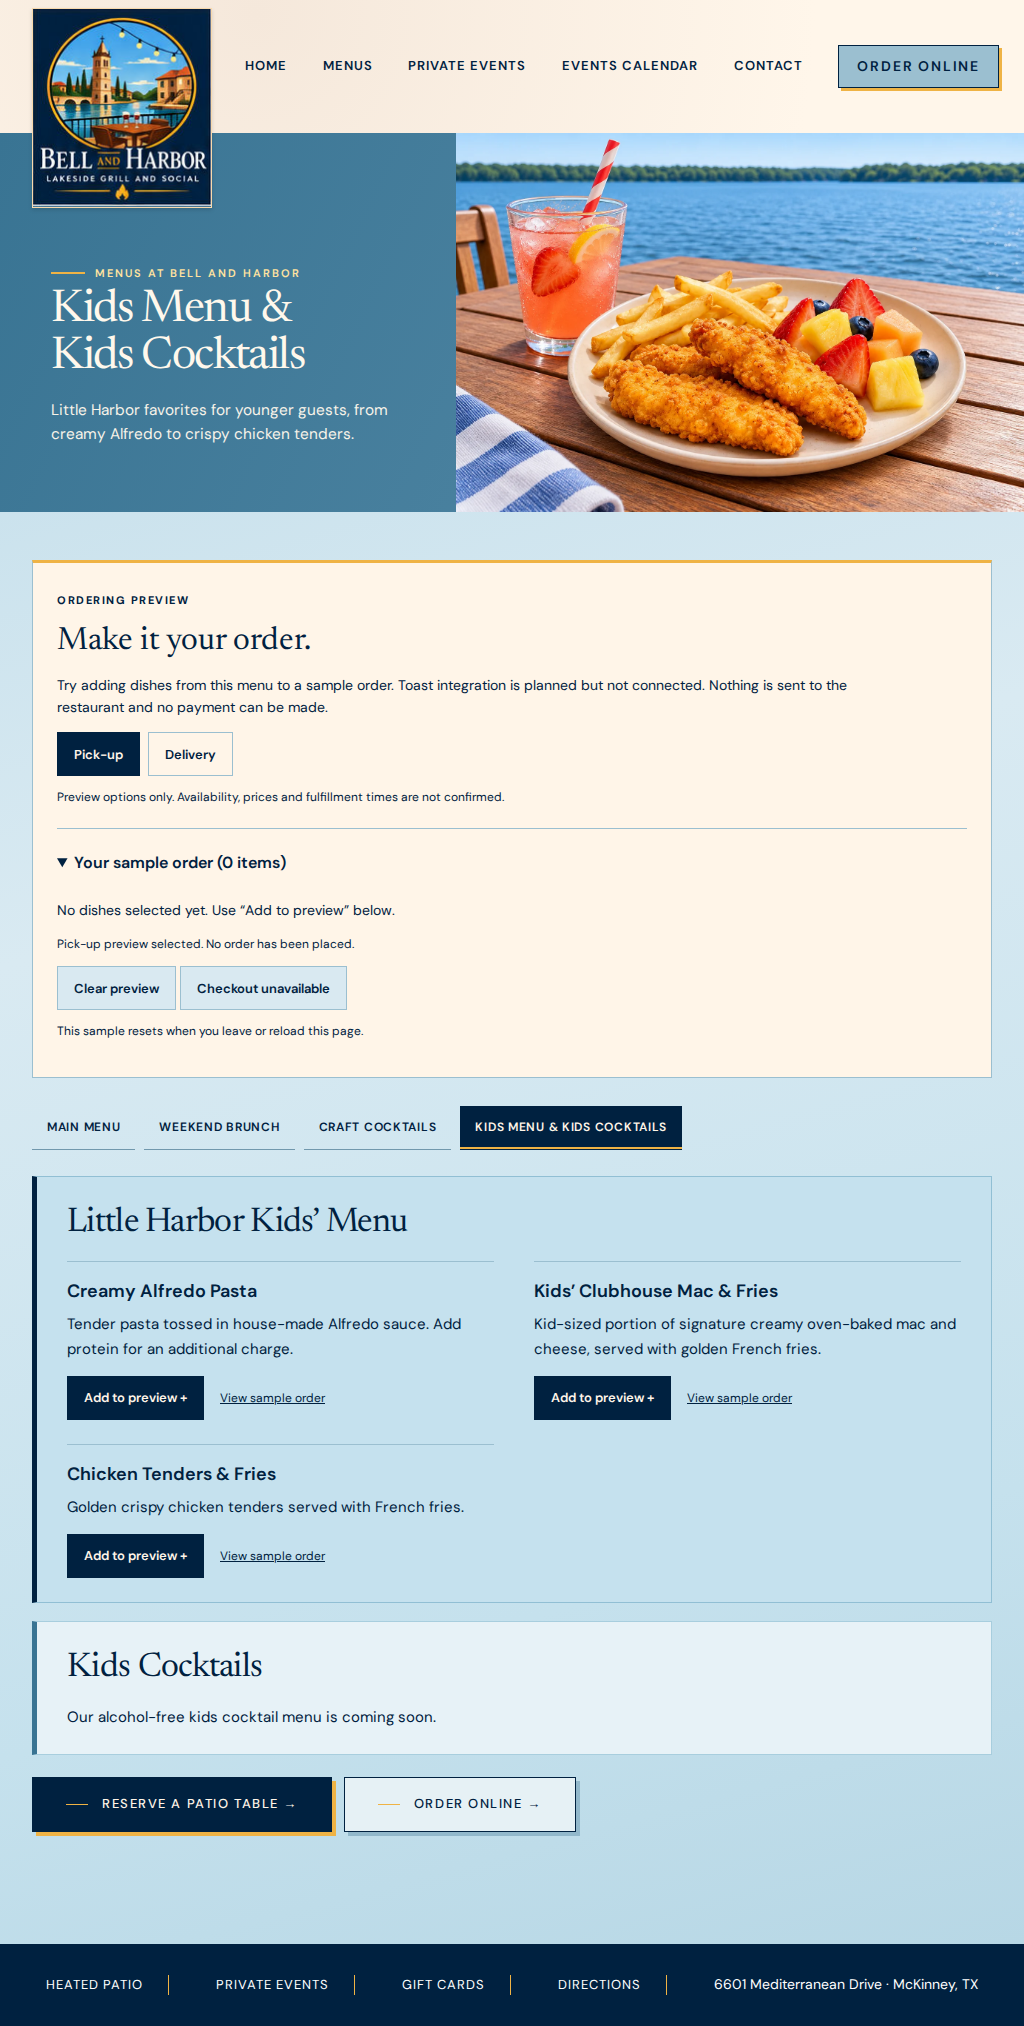 BELL AND HARBOR
LAKESIDE GRILL AND SOCIAL
HOME
MENUS
PRIVATE EVENTS
EVENTS CALENDAR
CONTACT
ORDER ONLINE
MENUS AT BELL AND HARBOR
Kids Menu &
Kids Cocktails
Little Harbor favorites for younger guests, from
creamy Alfredo to crispy chicken tenders.
ORDERING PREVIEW
Make it your order.
Try adding dishes from this menu to a sample order. Toast integration is planned but not connected. Nothing is sent to the
restaurant and no payment can be made.
Pick-up
Delivery
Preview options only. Availability, prices and fulfillment times are not confirmed.
▼ Your sample order (0 items)
No dishes selected yet. Use “Add to preview” below.
Pick-up preview selected. No order has been placed.
Clear preview
Checkout unavailable
This sample resets when you leave or reload this page.
MAIN MENU
WEEKEND BRUNCH
CRAFT COCKTAILS
KIDS MENU & KIDS COCKTAILS
Little Harbor Kids’ Menu
Creamy Alfredo Pasta
Tender pasta tossed in house-made Alfredo sauce. Add
protein for an additional charge.
Add to preview +
View sample order
Kids’ Clubhouse Mac & Fries
Kid-sized portion of signature creamy oven-baked mac and
cheese, served with golden French fries.
Add to preview +
View sample order
Chicken Tenders & Fries
Golden crispy chicken tenders served with French fries.
Add to preview +
View sample order
Kids Cocktails
Our alcohol-free kids cocktail menu is coming soon.
RESERVE A PATIO TABLE →
ORDER ONLINE →
HEATED PATIO
PRIVATE EVENTS
GIFT CARDS
DIRECTIONS
6601 Mediterranean Drive · McKinney, TX